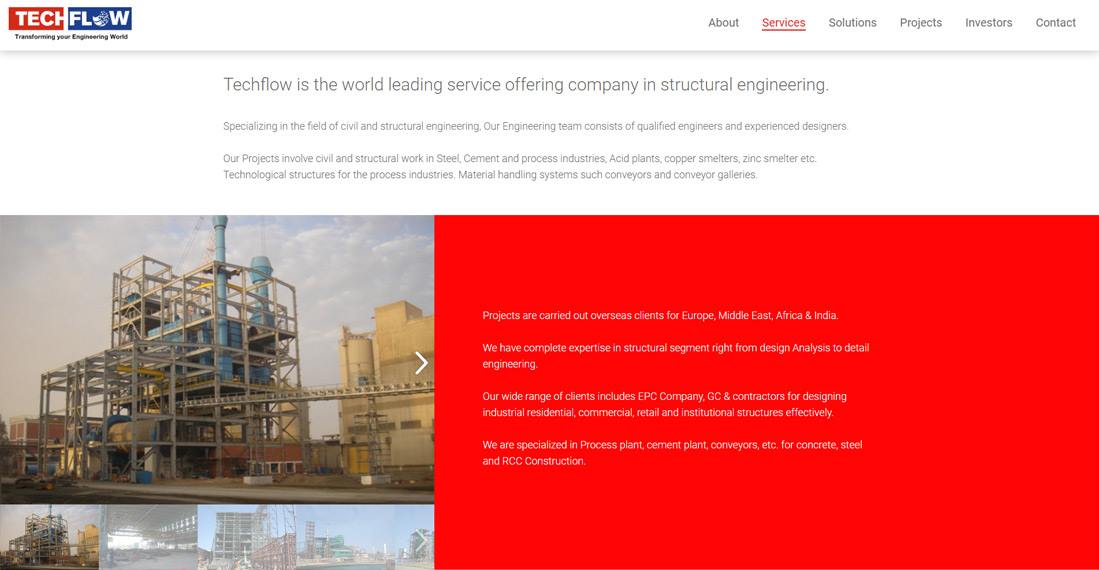 TECHFLOW
Transforming your Engineering World
About Services Solutions Projects Investors Contact
Techflow is the world leading service offering company in structural engineering.
Specializing in the field of civil and structural engineering, Our Engineering team consists of qualified engineers and experienced designers.
Our Projects involve civil and structural work in Steel, Cement and process industries, Acid plants, copper smelters, zinc smelter etc.
Technological structures for the process industries. Material handling systems such conveyors and conveyor galleries.
Projects are carried out overseas clients for Europe, Middle East, Africa & India.
We have complete expertise in structural segment right from design Analysis to detail
engineering.
Our wide range of clients includes EPC Company, GC & contractors for designing
industrial residential, commercial, retail and institutional structures effectively.
We are specialized in Process plant, cement plant, conveyors, etc. for concrete, steel
and RCC Construction.